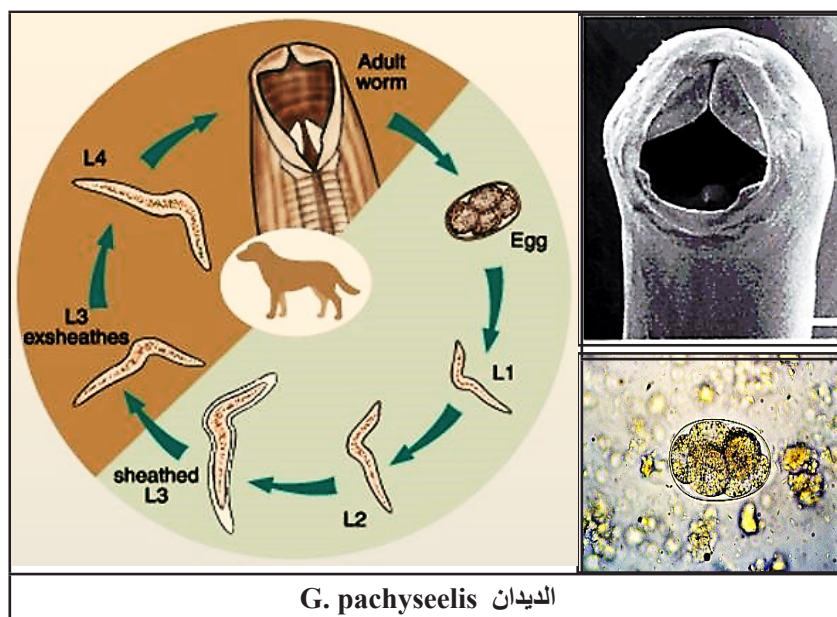 Adult
worm
Egg
L1
L2
sheathed
L3
L3
exsheathes
L4
الديدان G. pachyseelis